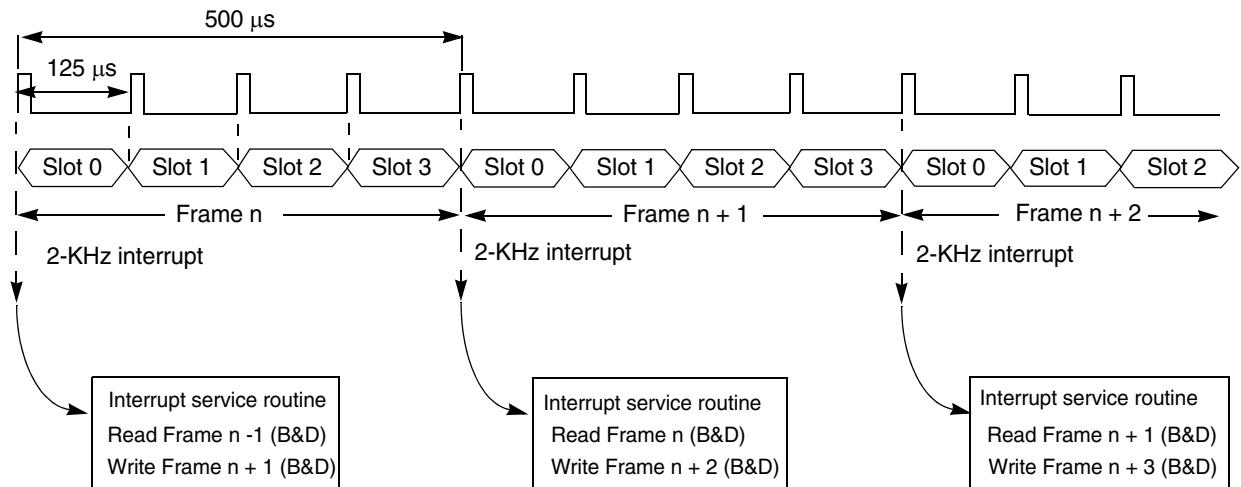 500 μs
125 μs
Slot 0 Slot 1 Slot 2 Slot 3 Slot 0 Slot 1 Slot 2 Slot 3 Slot 0 Slot 1 Slot 2
Frame n Frame n + 1 Frame n + 2
2-KHz interrupt 2-KHz interrupt 2-KHz interrupt
Interrupt service routine
Read Frame n -1 (B&D)
Write Frame n + 1 (B&D)
Interrupt service routine
Read Frame n (B&D)
Write Frame n + 2 (B&D)
Interrupt service routine
Read Frame n + 1 (B&D)
Write Frame n + 3 (B&D)